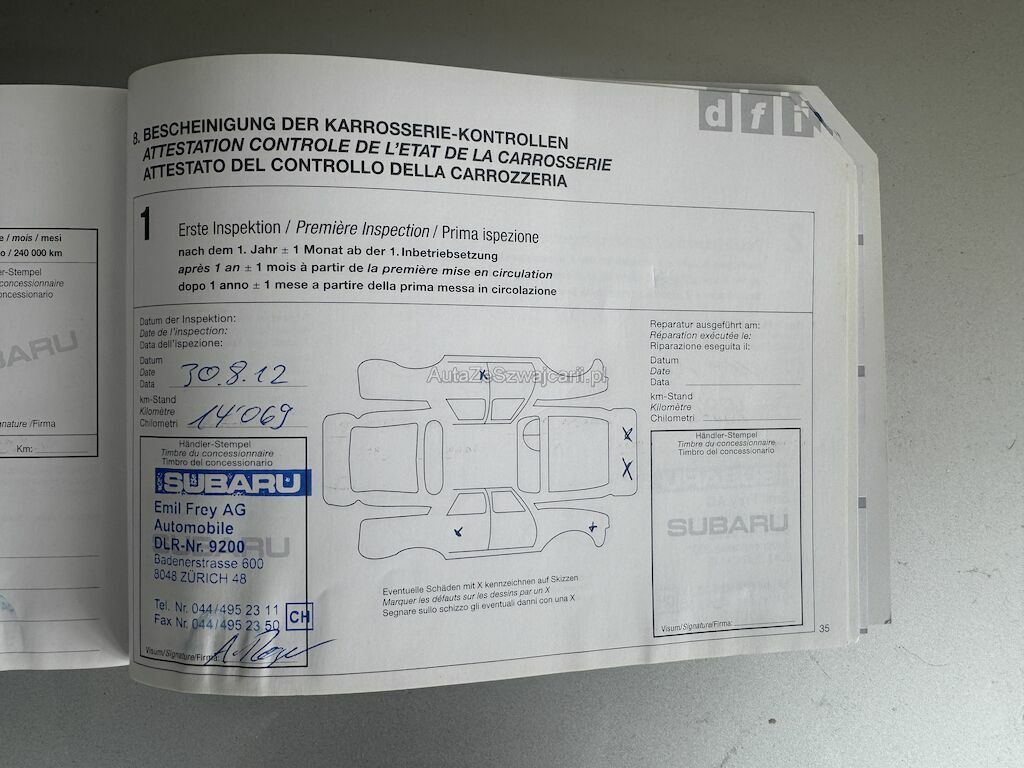 dfi
8. BESCHEINIGUNG DER KARROSSERIE-KONTROLLEN
ATTESTATION CONTROLE DE L'ETAT DE LA CARROSSERIE
ATTESTATO DEL CONTROLLO DELLA CARROZZERIA
1
Erste Inspektion / Première Inspection / Prima ispezione
nach dem 1. Jahr ± 1 Monat ab der 1. Inbetriebsetzung
après 1 an ± 1 mois à partir de la première mise en circulation
dopo 1 anno ± 1 mese a partire della prima messa in circolazione
Datum der Inspektion:
Date de l'inspection:
Data dell'ispezione:
Datum
Date
Data
30.8.12
km-Stand
Kilomètre
Chilometri
14'069
Händler-Stempel
Timbre du concessionnaire
Timbro del concessionario
SUBARU
Emil Frey AG
Automobile
DLR-Nr. 9200
Badenerstrasse 600
8048 ZÜRICH 48
Tel. Nr. 044/495 23 11
Fax Nr. 044/495 23 50
CH
SUBARU
Visum/Signature/Firma:
AutaZeSzwajcarii.pl
X
X
X
X
X
Eventuelle Schäden mit X kennzeichnen auf Skizzen
Marquer les défauts sur les dessins par un X
Segnare sullo schizzo gli eventuali danni con una X
Reparatur ausgeführt am:
Réparation exécutée le:
Riparazione eseguita il:
Datum
Date
Data
km-Stand
Kilomètre
Chilometri
Händler-Stempel
Timbre du concessionnaire
Timbro del concessionario
SUBARU
Visum/Signature/Firma:
35
/ mois / mesi
/ 240 000 km
-Stempel
concessionnaire
concessionario
SUBARU
/Firma
Km: